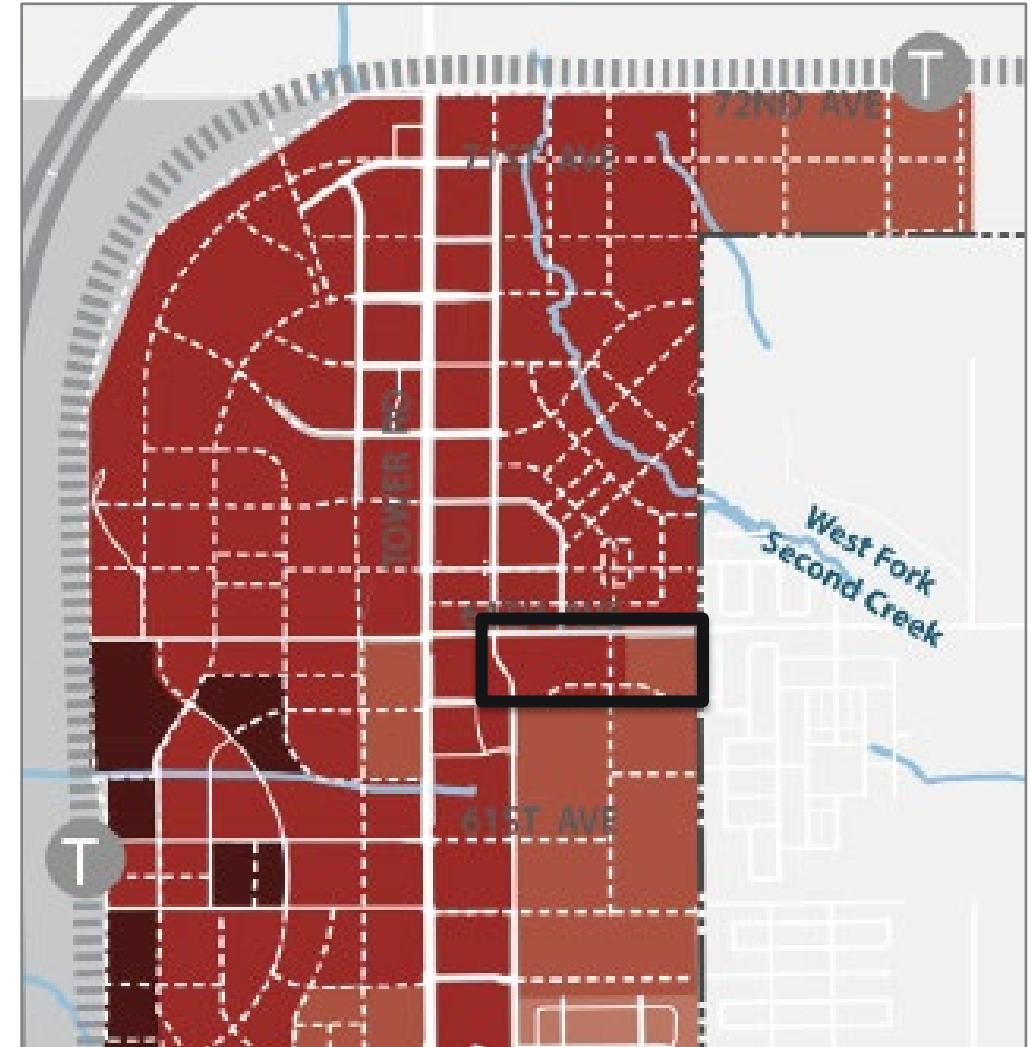 T
72ND AVE
71ST AVE
TOWER RD
West Fork
Second Creek
61ST AVE
T